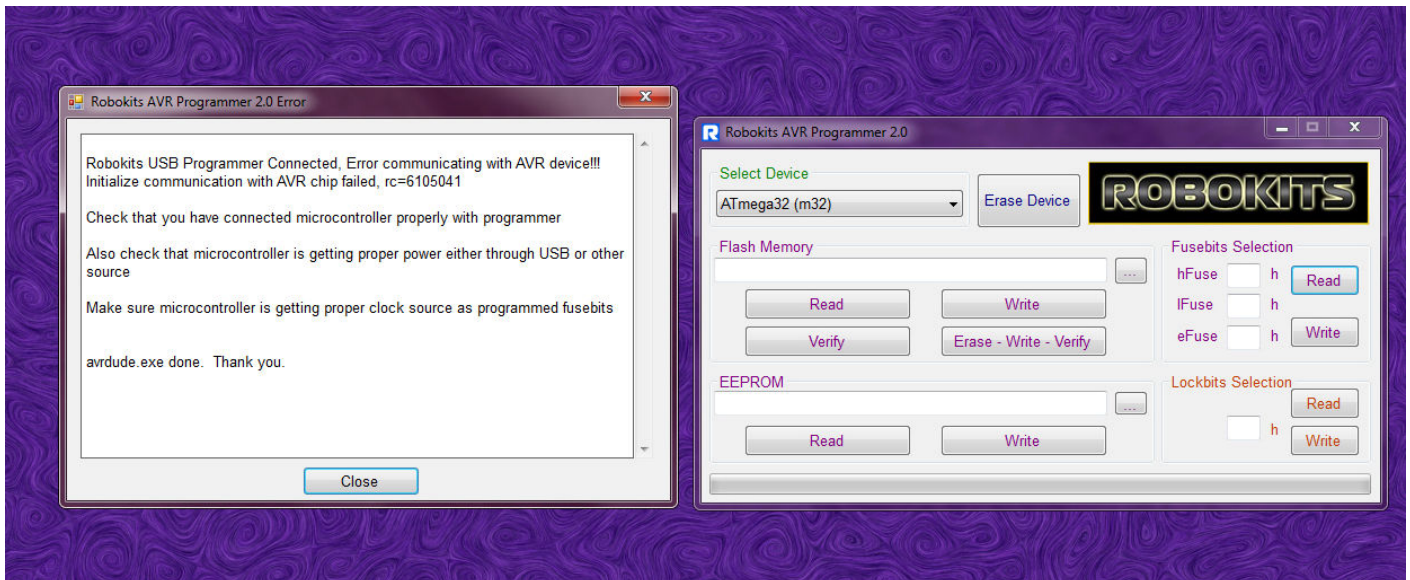 Robokits AVR Programmer 2.0 Error
Robokits USB Programmer Connected, Error communicating with AVR device!!!
Initialize communication with AVR chip failed, rc=6105041
Check that you have connected microcontroller properly with programmer
Also check that microcontroller is getting proper power either through USB or other
source
Make sure microcontroller is getting proper clock source as programmed fusebits
avrdude.exe done.  Thank you.
Close
R Robokits AVR Programmer 2.0
Select Device
ATmega32 (m32)
Erase Device
ROBOKITS
Flash Memory
...
Read Write
Verify Erase - Write - Verify
Fusebits Selection
hFuse h Read
lFuse h
eFuse h Write
EEPROM
...
Read Write
Lockbits Selection
Read
h
Write